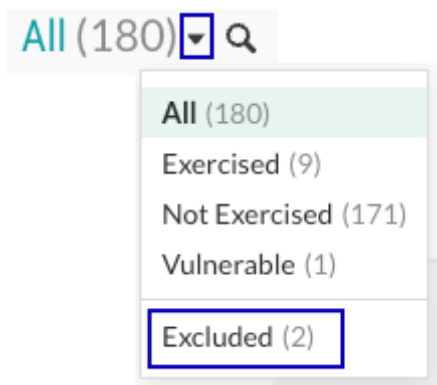 All (180)
All (180)
Exercised (9)
Not Exercised (171)
Vulnerable (1)
Excluded (2)